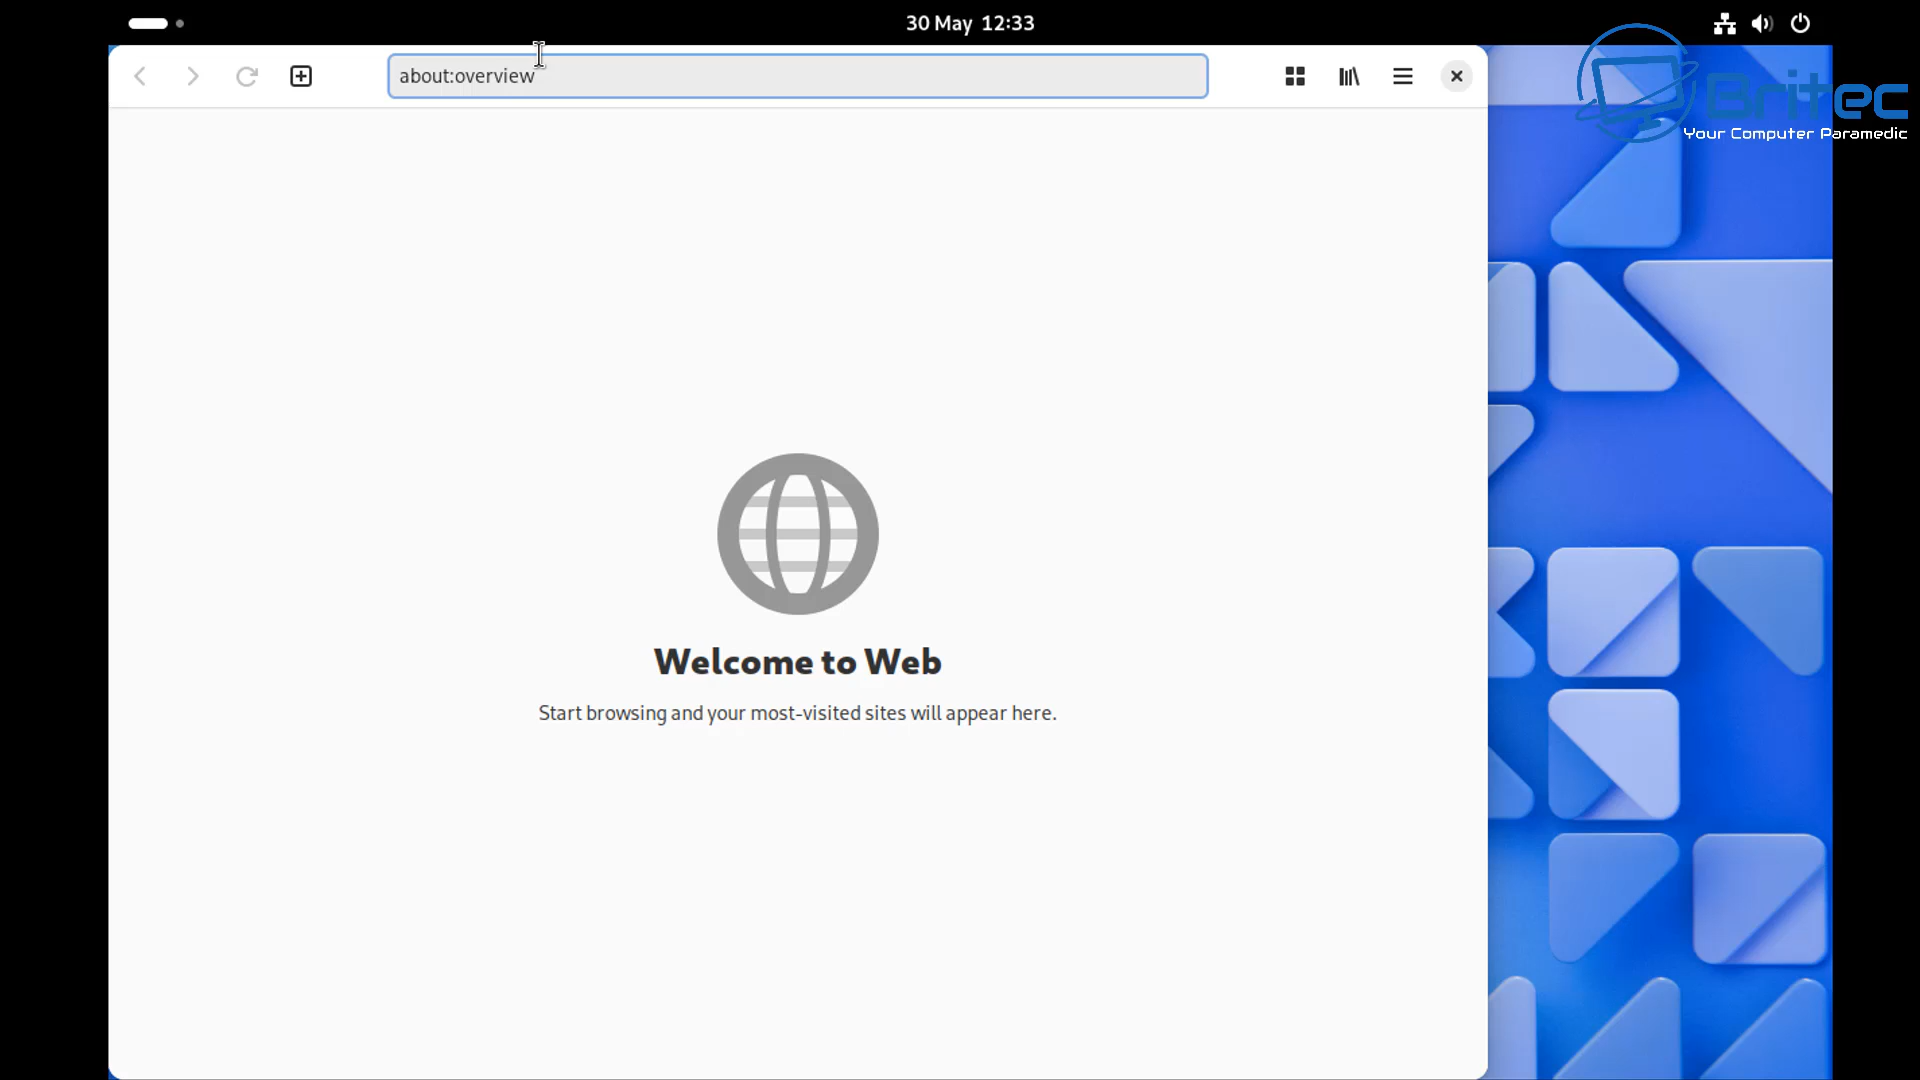 30 May 12:33
about:overview
Britec
Your Computer Paramedic
Welcome to Web
Start browsing and your most-visited sites will appear here.